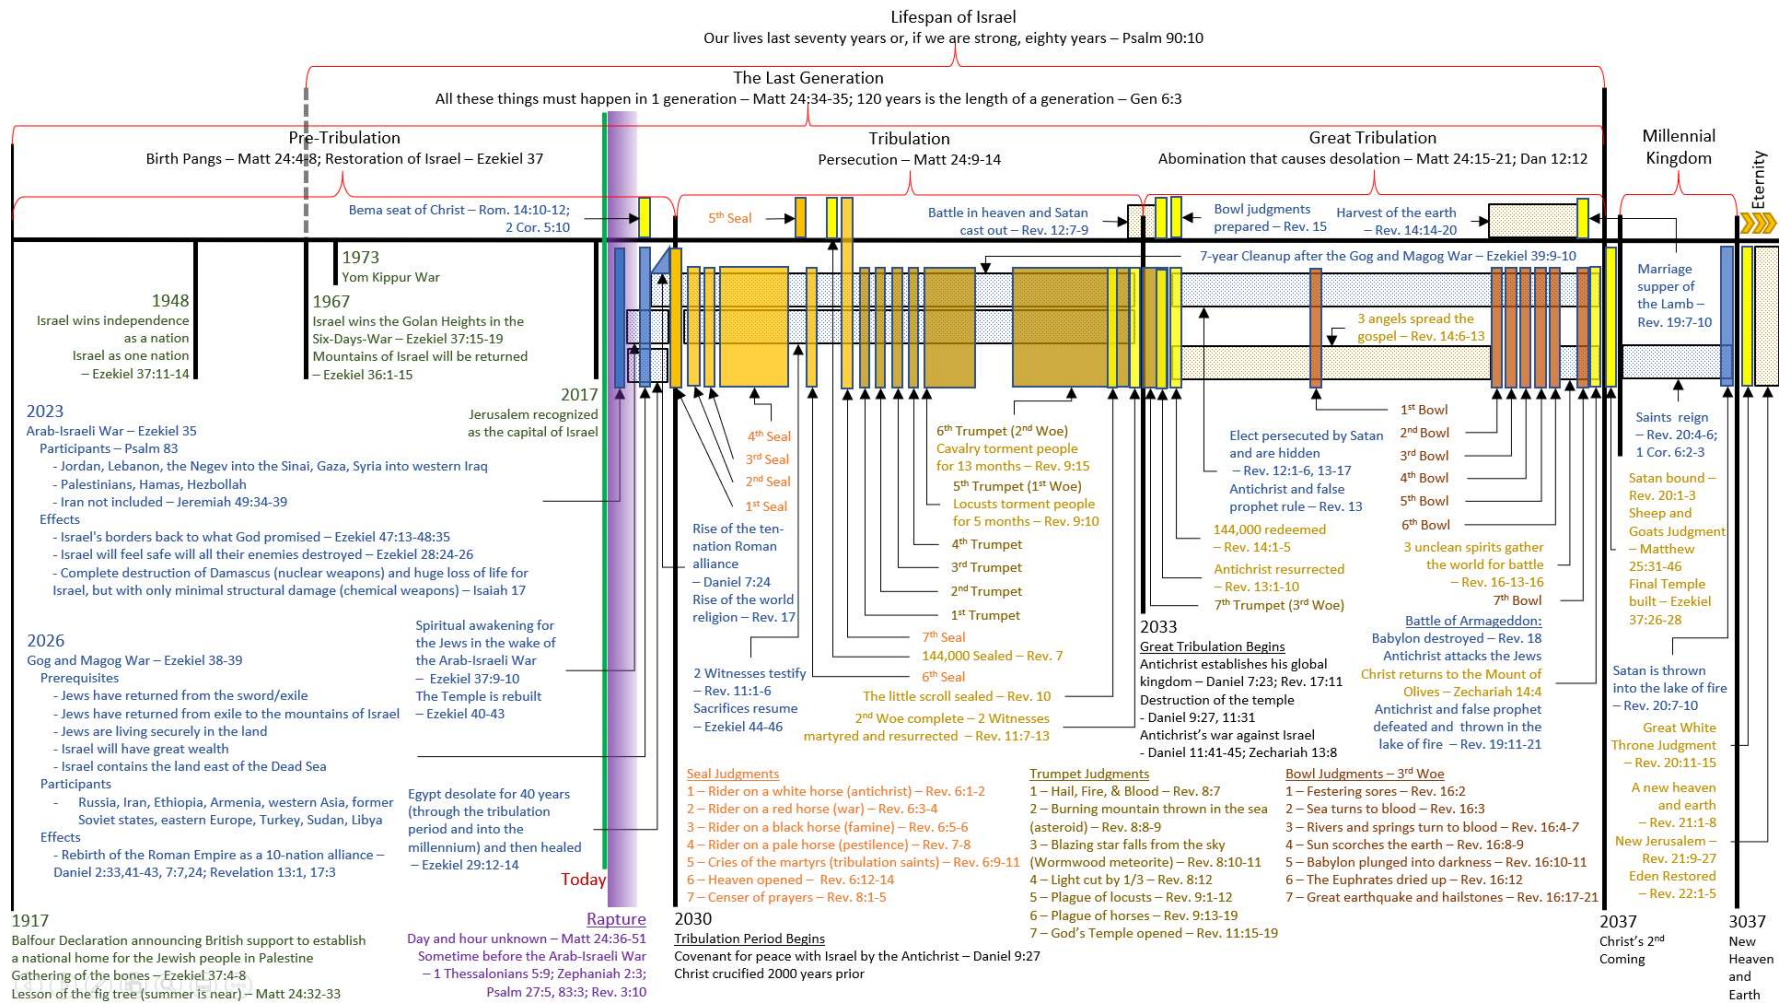 Lifespan of Israel
Our lives last seventy years or, if we are strong, eighty years – Psalm 90:10
The Last Generation
All these things must happen in 1 generation – Matt 24:34-35; 120 years is the length of a generation – Gen 6:3
Pre-Tribulation
Birth Pangs – Matt 24:4-8; Restoration of Israel – Ezekiel 37
Tribulation
Persecution – Matt 24:9-14
Great Tribulation
Abomination that causes desolation – Matt 24:15-21; Dan 12:12
Millennial
Kingdom
Eternity
Bema seat of Christ – Rom. 14:10-12;
2 Cor. 5:10
5th Seal
Battle in heaven and Satan
cast out – Rev. 12:7-9
Bowl judgments
prepared – Rev. 15
Harvest of the earth
– Rev. 14:14-20
7-year Cleanup after the Gog and Magog War – Ezekiel 39:9-10
1973
Yom Kippur War
1948
Israel wins independence
as a nation
Israel as one nation
– Ezekiel 37:11-14
1967
Israel wins the Golan Heights in the
Six-Days-War – Ezekiel 37:15-19
Mountains of Israel will be returned
– Ezekiel 36:1-15
2017
Jerusalem recognized
as the capital of Israel
3 angels spread the
gospel – Rev. 14:6-13
Marriage
supper of
the Lamb –
Rev. 19:7-10
2023
Arab-Israeli War – Ezekiel 35
Participants – Psalm 83
- Jordan, Lebanon, the Negev into the Sinai, Gaza, Syria into western Iraq
- Palestinians, Hamas, Hezbollah
- Iran not included – Jeremiah 49:34-39
Effects
- Israel's borders back to what God promised – Ezekiel 47:13-48:35
- Israel will feel safe will all their enemies destroyed – Ezekiel 28:24-26
- Complete destruction of Damascus (nuclear weapons) and huge loss of life for
Israel, but with only minimal structural damage (chemical weapons) – Isaiah 17
2026
Gog and Magog War – Ezekiel 38-39
Prerequisites
- Jews have returned from the sword/exile
- Jews have returned from exile to the mountains of Israel
- Jews are living securely in the land
- Israel will have great wealth
- Israel contains the land east of the Dead Sea
Participants
- Russia, Iran, Ethiopia, Armenia, western Asia, former
Soviet states, eastern Europe, Turkey, Sudan, Libya
Effects
- Rebirth of the Roman Empire as a 10-nation alliance –
Daniel 2:33,41-43, 7:7,24; Revelation 13:1, 17:3
Spiritual awakening for
the Jews in the wake of
the Arab-Israeli War
– Ezekiel 37:9-10
The Temple is rebuilt
– Ezekiel 40-43
Egypt desolate for 40 years
(through the tribulation
period and into the
millennium) and then healed
– Ezekiel 29:12-14
Today
4th Seal
3rd Seal
2nd Seal
1st Seal
Rise of the ten-
nation Roman
alliance
– Daniel 7:24
Rise of the world
religion – Rev. 17
2 Witnesses testify
– Rev. 11:1-6
Sacrifices resume
– Ezekiel 44-46
6th Trumpet (2nd Woe)
Cavalry torment people
for 13 months – Rev. 9:15
5th Trumpet (1st Woe)
Locusts torment people
for 5 months – Rev. 9:10
4th Trumpet
3rd Trumpet
2nd Trumpet
1st Trumpet
7th Seal
144,000 Sealed – Rev. 7
6th Seal
The little scroll sealed – Rev. 10
2nd Woe complete – 2 Witnesses
martyred and resurrected – Rev. 11:7-13
Elect persecuted by Satan
and are hidden
– Rev. 12:1-6, 13-17
Antichrist and false
prophet rule – Rev. 13
144,000 redeemed
– Rev. 14:1-5
Antichrist resurrected
– Rev. 13:1-10
7th Trumpet (3rd Woe)
2033
Great Tribulation Begins
Antichrist establishes his global
kingdom – Daniel 7:23; Rev. 17:11
Destruction of the temple
- Daniel 9:27, 11:31
Antichrist's war against Israel
- Daniel 11:41-45; Zechariah 13:8
1st Bowl
2nd Bowl
3rd Bowl
4th Bowl
5th Bowl
6th Bowl
3 unclean spirits gather
the world for battle
– Rev. 16-13-16
7th Bowl
Battle of Armageddon:
Babylon destroyed – Rev. 18
Antichrist attacks the Jews
Christ returns to the Mount of
Olives – Zechariah 14:4
Antichrist and false prophet
defeated and thrown in the
lake of fire – Rev. 19:11-21
Saints reign
– Rev. 20:4-6;
1 Cor. 6:2-3
Satan bound –
Rev. 20:1-3
Sheep and
Goats Judgment
– Matthew
25:31-46
Final Temple
built – Ezekiel
37:26-28
Satan is thrown
into the lake of fire
– Rev. 20:7-10
Great White
Throne Judgment
– Rev. 20:11-15
A new heaven
and earth
– Rev. 21:1-8
New Jerusalem –
Rev. 21:9-27
Eden Restored
– Rev. 22:1-5
Seal Judgments
1 – Rider on a white horse (antichrist) – Rev. 6:1-2
2 – Rider on a red horse (war) – Rev. 6:3-4
3 – Rider on a black horse (famine) – Rev. 6:5-6
4 – Rider on a pale horse (pestilence) – Rev. 7-8
5 – Cries of the martyrs (tribulation saints) – Rev. 6:9-11
6 – Heaven opened – Rev. 6:12-14
7 – Censer of prayers – Rev. 8:1-5
Trumpet Judgments
1 – Hail, Fire, & Blood – Rev. 8:7
2 – Burning mountain thrown in the sea
(asteroid) – Rev. 8:8-9
3 – Blazing star falls from the sky
(Wormwood meteorite) – Rev. 8:10-11
4 – Light cut by 1/3 – Rev. 8:12
5 – Plague of locusts – Rev. 9:1-12
6 – Plague of horses – Rev. 9:13-19
7 – God's Temple opened – Rev. 11:15-19
Bowl Judgments – 3rd Woe
1 – Festering sores – Rev. 16:2
2 – Sea turns to blood – Rev. 16:3
3 – Rivers and springs turn to blood – Rev. 16:4-7
4 – Sun scorches the earth – Rev. 16:8-9
5 – Babylon plunged into darkness – Rev. 16:10-11
6 – The Euphrates dried up – Rev. 16:12
7 – Great earthquake and hailstones – Rev. 16:17-21
1917
Balfour Declaration announcing British support to establish
a national home for the Jewish people in Palestine
Gathering of the bones – Ezekiel 37:4-8
Lesson of the fig tree (summer is near) – Matt 24:32-33
Rapture
Day and hour unknown – Matt 24:36-51
Sometime before the Arab-Israeli War
– 1 Thessalonians 5:9; Zephaniah 2:3;
Psalm 27:5, 83:3; Rev. 3:10
2030
Tribulation Period Begins
Covenant for peace with Israel by the Antichrist – Daniel 9:27
Christ crucified 2000 years prior
2037
Christ's 2nd
Coming
3037
New
Heaven
and
Earth